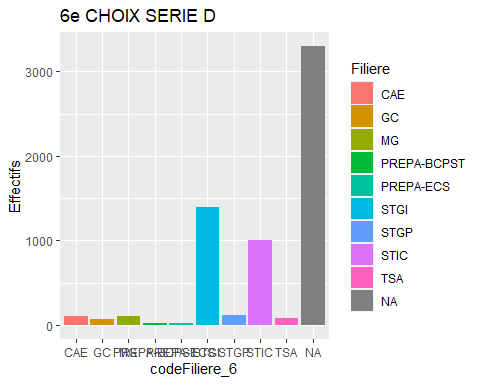 6e CHOIX SERIE D
Effectifs
3000
2000
1000
0
CAE GC STGI STGP STIC TSA NA
codeFiliere_6
Filiere
CAE
GC
MG
PREPA-BCPST
PREPA-ECS
STGI
STGP
STIC
TSA
NA